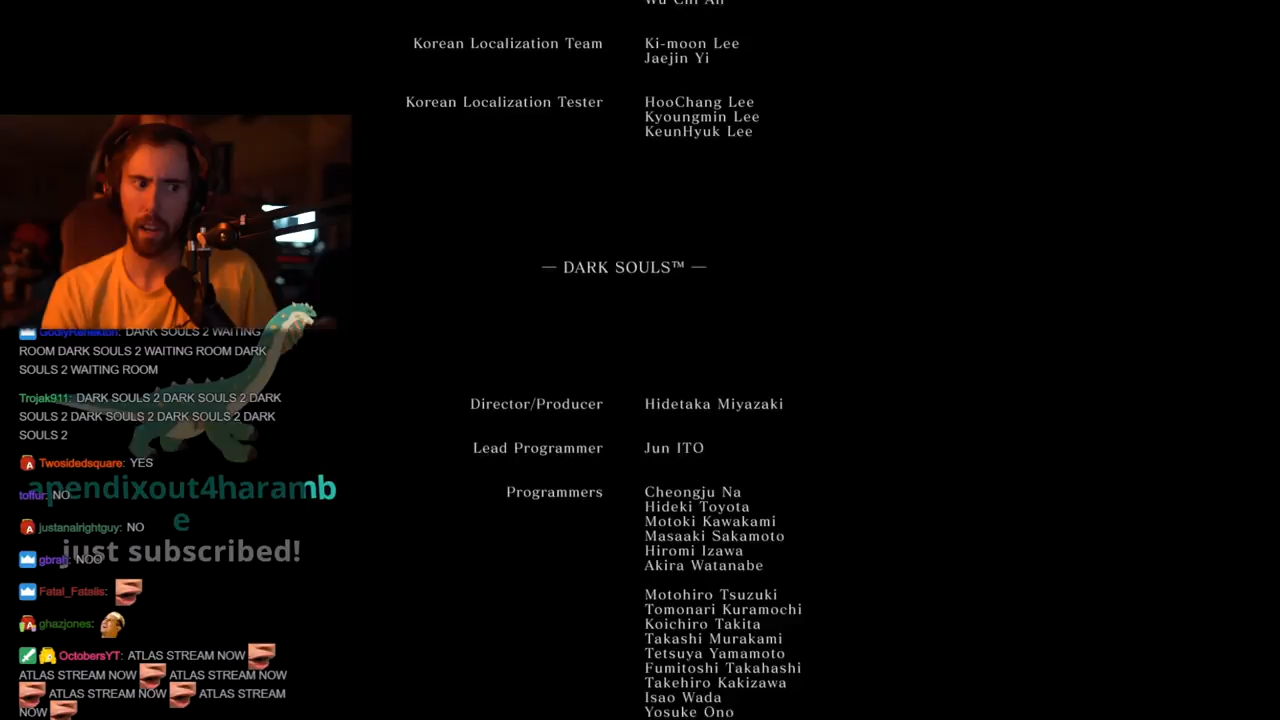 Korean Localization Team
Ki-moon Lee
Jaejin Yi
Korean Localization Tester
HooChang Lee
Kyoungmin Lee
KeunHyuk Lee
— DARK SOULS™ —
Director/Producer
Hidetaka Miyazaki
Lead Programmer
Jun ITO
Programmers
Cheongju Na
Hideki Toyota
Motoki Kawakami
Masaaki Sakamoto
Hiromi Izawa
Akira Watanabe
Motohiro Tsuzuki
Tomonari Kuramochi
Koichiro Takita
Takashi Murakami
Tetsuya Yamamoto
Fumitoshi Takahashi
Takehiro Kakizawa
Isao Wada
Yosuke Ono
DARK SOULS 2 WAITING
ROOM DARK SOULS 2 WAITING ROOM DARK
SOULS 2 WAITING ROOM
Trojak911: DARK SOULS 2 DARK SOULS 2 DARK
SOULS 2 DARK SOULS 2 DARK SOULS 2 DARK
SOULS 2
Twosidedsquare: YES
apendixout4haramb
e
just subscribed!
toffur: NO
justanalrightguy: NO
gbrah: NOO
Fatal_Fatalis:
ghazjones:
OctobersYT: ATLAS STREAM NOW
ATLAS STREAM NOW ATLAS STREAM NOW
ATLAS STREAM NOW ATLAS STREAM
NOW